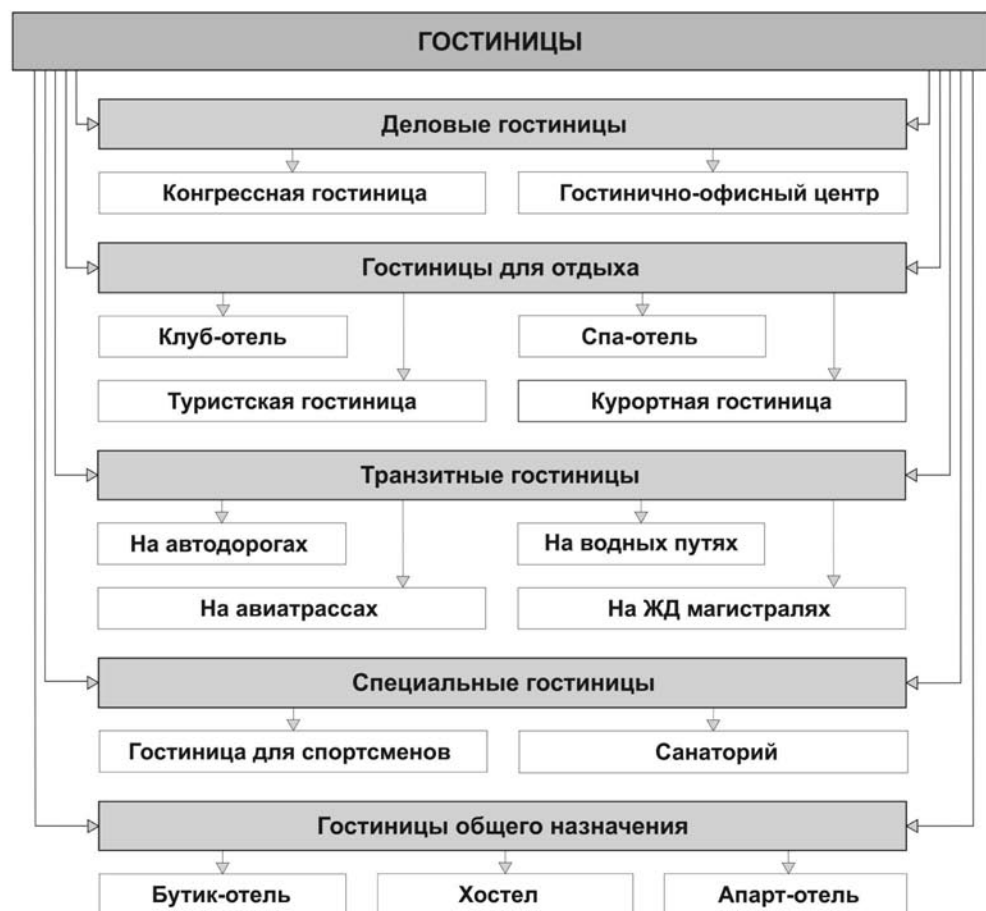 ГОСТИНИЦЫ
Деловые гостиницы
Конгрессная гостиница
Гостинично-офисный центр
Гостиницы для отдыха
Клуб-отель
Спа-отель
Туристская гостиница
Курортная гостиница
Транзитные гостиницы
На автодорогах
На водных путях
На авиатрассах
На ЖД магистралях
Специальные гостиницы
Гостиница для спортсменов
Санаторий
Гостиницы общего назначения
Бутик-отель
Хостел
Апарт-отель